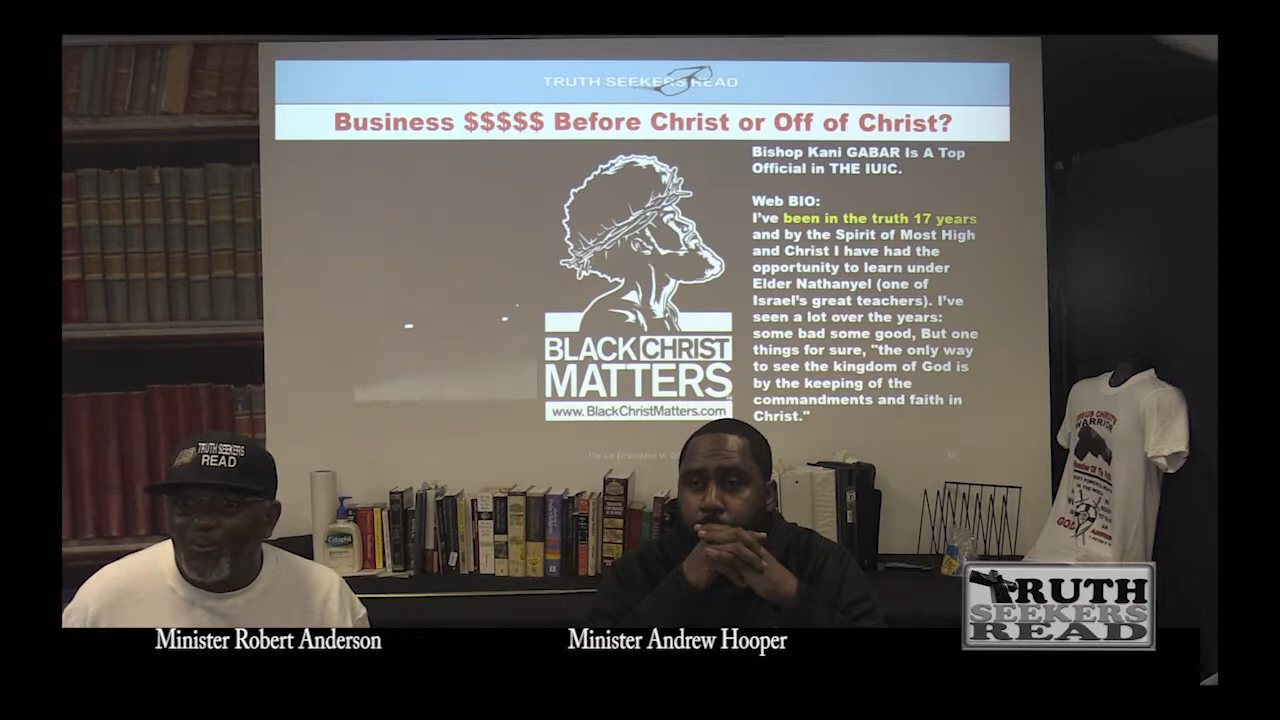 TRUTH SEEKERS READ
Business $$$$$ Before Christ or Off of Christ?
Bishop Kani GABAR Is A Top
Official in THE IUIC.
Web BIO:
I've been in the truth 17 years
and by the Spirit of Most High
and Christ I have had the
opportunity to learn under
Elder Nathanyel (one of
Israel's great teachers). I've
seen a lot over the years:
some bad some good, But one
things for sure, "the only way
to see the kingdom of God is
by the keeping of the
commandments and faith in
Christ."
BLACK CHRIST
MATTERS
www.BlackChristMatters.com
TRUTH SEEKERS
READ
Cetaphil
JESUS CHRIST
WARRIOR
GOD
Minister Robert Anderson
Minister Andrew Hooper
TRUTH
SEEKERS
READ